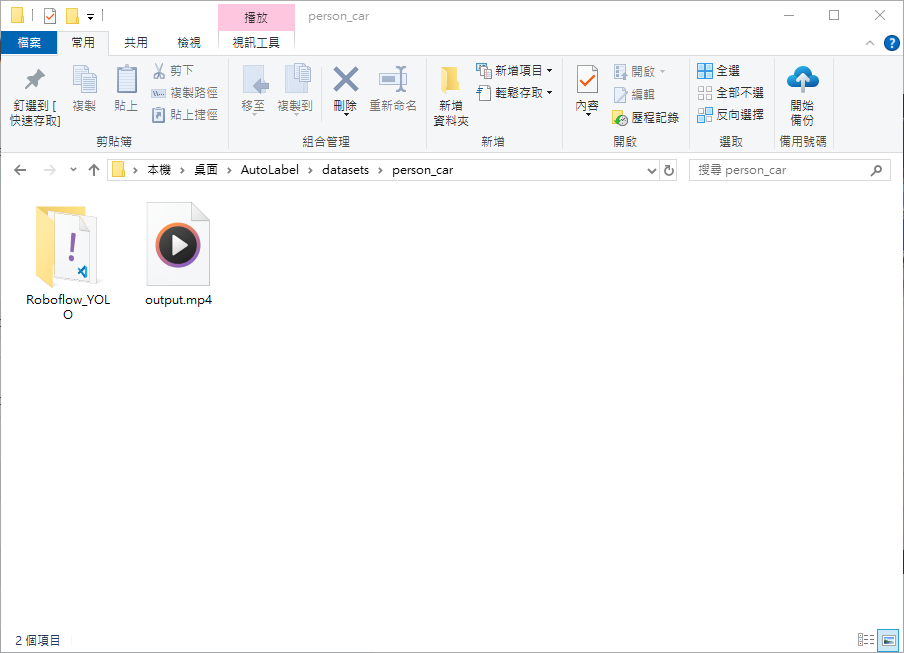 播放
person_car
檔案
常用
共用
檢視
視訊工具
?
釘選到 [
快速存取]
複製
貼上
剪下
複製路徑
貼上捷徑
剪貼簿
移至
複製到
刪除
重新命名
組合管理
新增
資料夾
新增項目
輕鬆存取
新增
內容
開啟
編輯
歷程記錄
開啟
全選
全部不選
反向選擇
選取
開始
備份
備用號碼
本機 > 桌面 > AutoLabel > datasets > person_car
搜尋 person_car
Roboflow_YOL
O
output.mp4
2 個項目